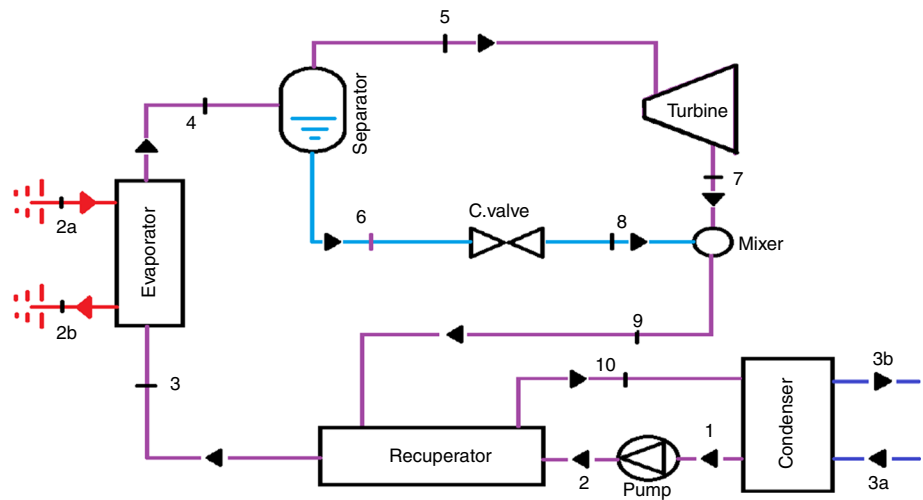 5
4
Separator
Turbine
7
2a
Evaporator
6
C.valve
8
Mixer
2b
9
3
10
3b
Condenser
Recuperator
2
Pump
1
3a